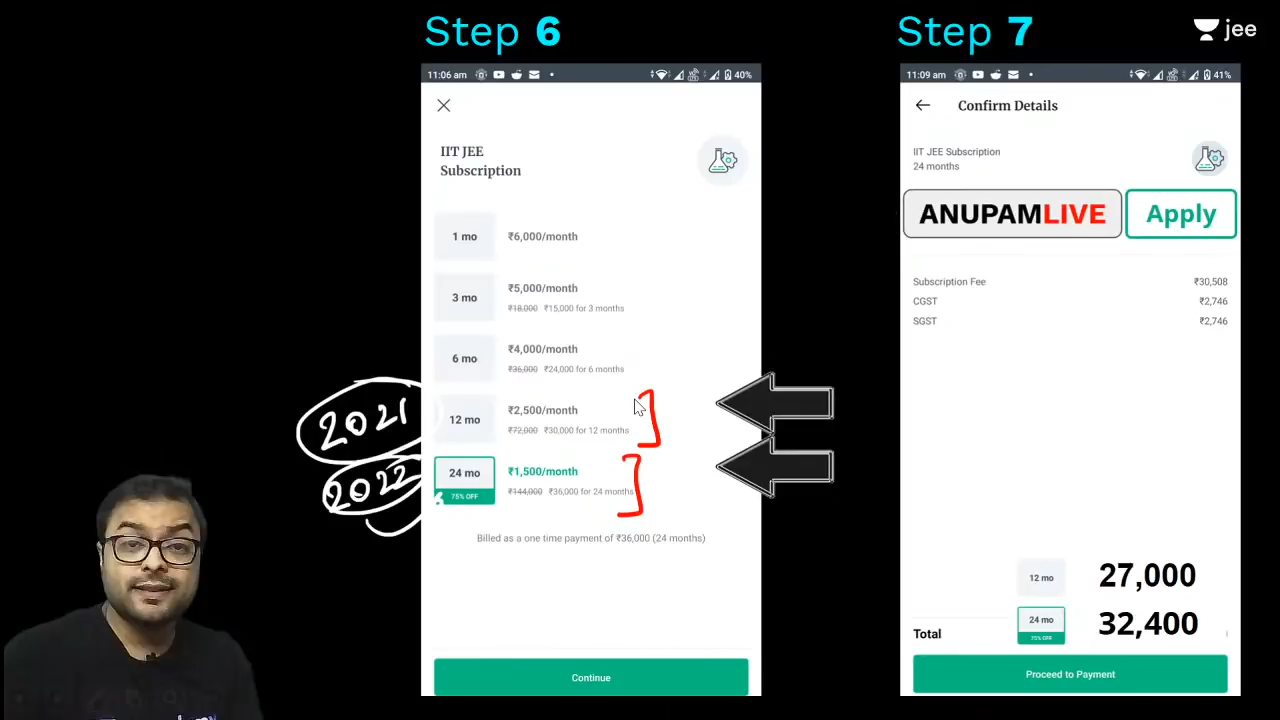 Step 6
11:06 am
40%
IIT JEE
Subscription
1 mo
₹6,000/month
3 mo
₹5,000/month
₹18,000 ₹15,000 for 3 months
6 mo
₹4,000/month
₹36,000 ₹24,000 for 6 months
12 mo
₹2,500/month
₹72,000 ₹30,000 for 12 months
24 mo
75% OFF
₹1,500/month
₹144,000 ₹36,000 for 24 months
Billed as a one time payment of ₹36,000 (24 months)
Continue
2021
2022
Step 7
jee
11:09 am
41%
Confirm Details
IIT JEE Subscription
24 months
ANUPAMLIVE
Apply
Subscription Fee ₹30,508
CGST ₹2,746
SGST ₹2,746
12 mo 27,000
24 mo 32,400
75% OFF
Total
Proceed to Payment